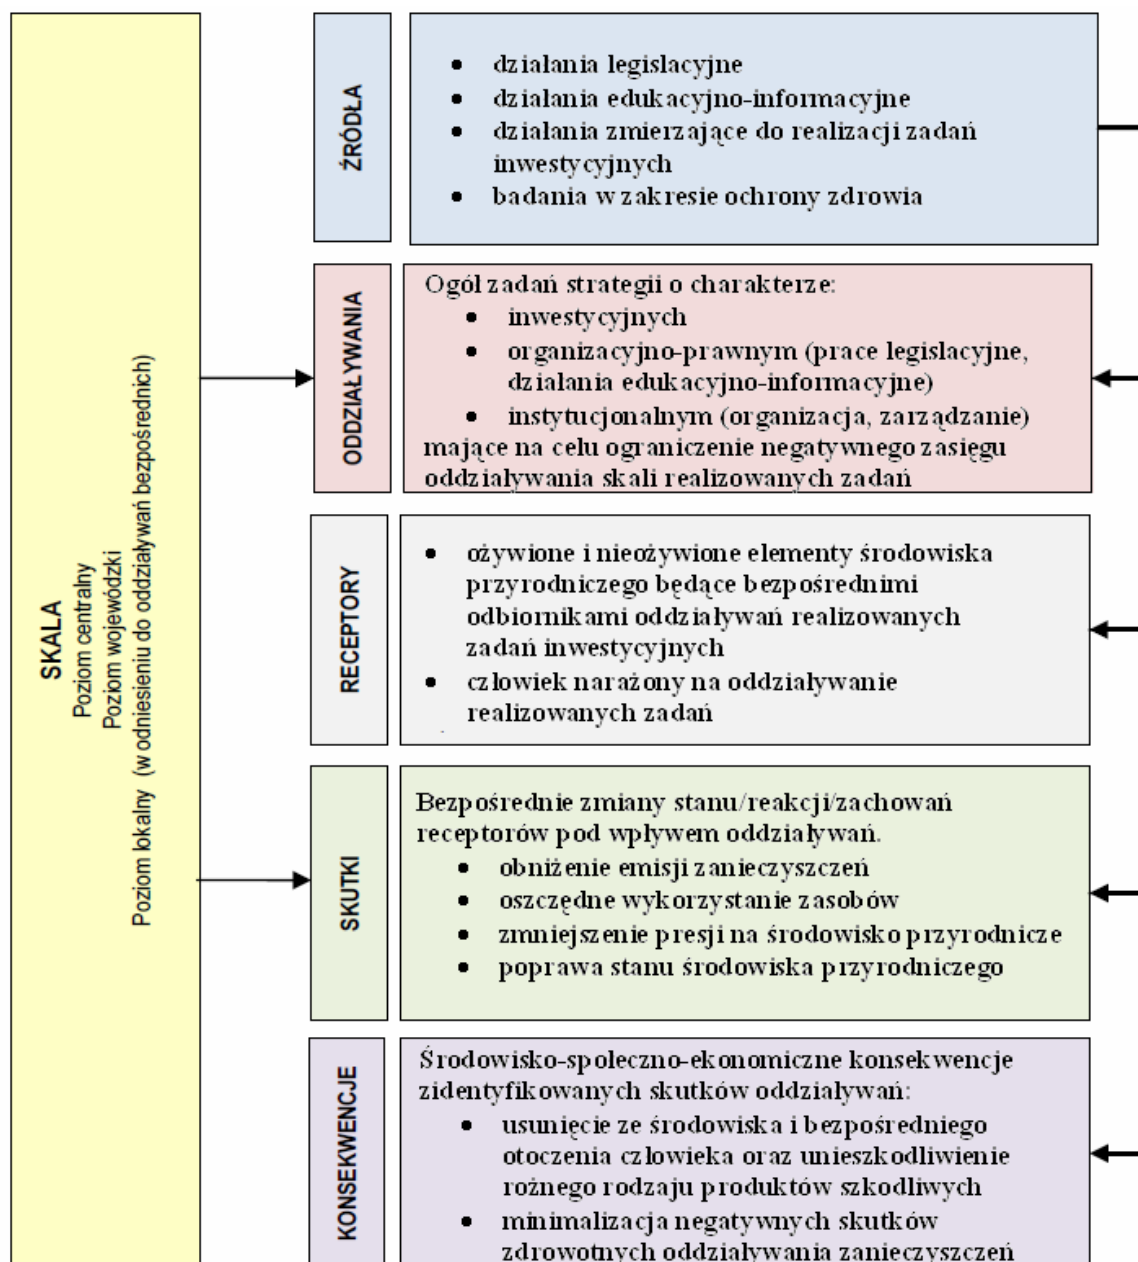 SKALA
Poziom centralny
Poziom wojewódzki
Poziom lokalny (w odniesieniu do oddziaływań bezpośrednich)
ŹRÓDŁA
• działania legislacyjne
• działania edukacyjno-informacyjne
• działania zmierzające do realizacji zadań
inwestycyjnych
• badania w zakresie ochrony zdrowia
ODDZIAŁYWANIA
Ogół zadań strategii o charakterze:
• inwestycyjnych
• organizacyjno-prawnym (prace legislacyjne,
działania edukacyjno-informacyjne)
• instytucjonalnym (organizacja, zarządzanie)
mające na celu ograniczenie negatywnego zasięgu
oddziaływania skali realizowanych zadań
RECEPTORY
• ożywione i nieożywione elementy środowiska
przyrodniczego będące bezpośrednimi
odbiornikami oddziaływań realizowanych
zadań inwestycyjnych
• człowiek narażony na oddziaływanie
realizowanych zadań
SKUTKI
Bezpośrednie zmiany stanu/reakcji/zachowań
receptorów pod wpływem oddziaływań.
• obniżenie emisji zanieczyszczeń
• oszczędne wykorzystanie zasobów
• zmniejszenie presji na środowisko przyrodnicze
• poprawa stanu środowiska przyrodniczego
KONSEKWENCJE
Środowisko-społeczno-ekonomiczne konsekwencje
zidentyfikowanych skutków oddziaływań:
• usunięcie ze środowiska i bezpośredniego
otoczenia człowieka oraz unieszkodliwienie
rożnego rodzaju produktów szkodliwych
• minimalizacja negatywnych skutków
zdrowotnych oddziaływania zanieczyszczeń